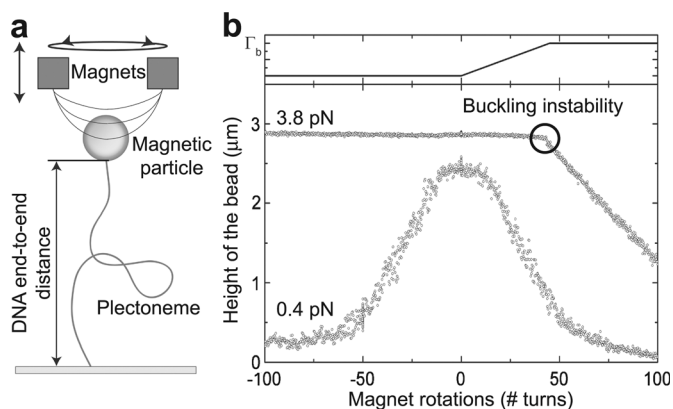 a
Magnets
Magnetic
particle
DNA end-to-end
distance
Plectoneme
b
Γb
Buckling instability
3.8 pN
0.4 pN
Height of the bead (μm)
3
2
1
0
-100 -50 0 50 100
Magnet rotations (# turns)